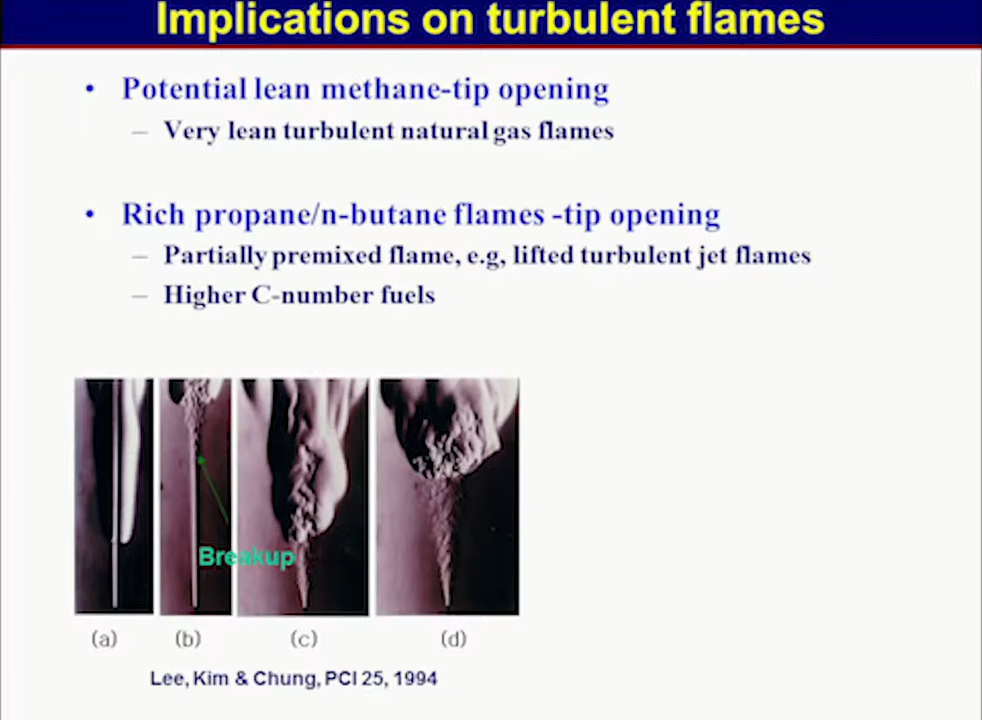 Implications on turbulent flames
• Potential lean methane-tip opening
– Very lean turbulent natural gas flames
• Rich propane/n-butane flames -tip opening
– Partially premixed flame, e.g, lifted turbulent jet flames
– Higher C-number fuels
Breakup
(a) (b) (c) (d)
Lee, Kim & Chung, PCI 25, 1994